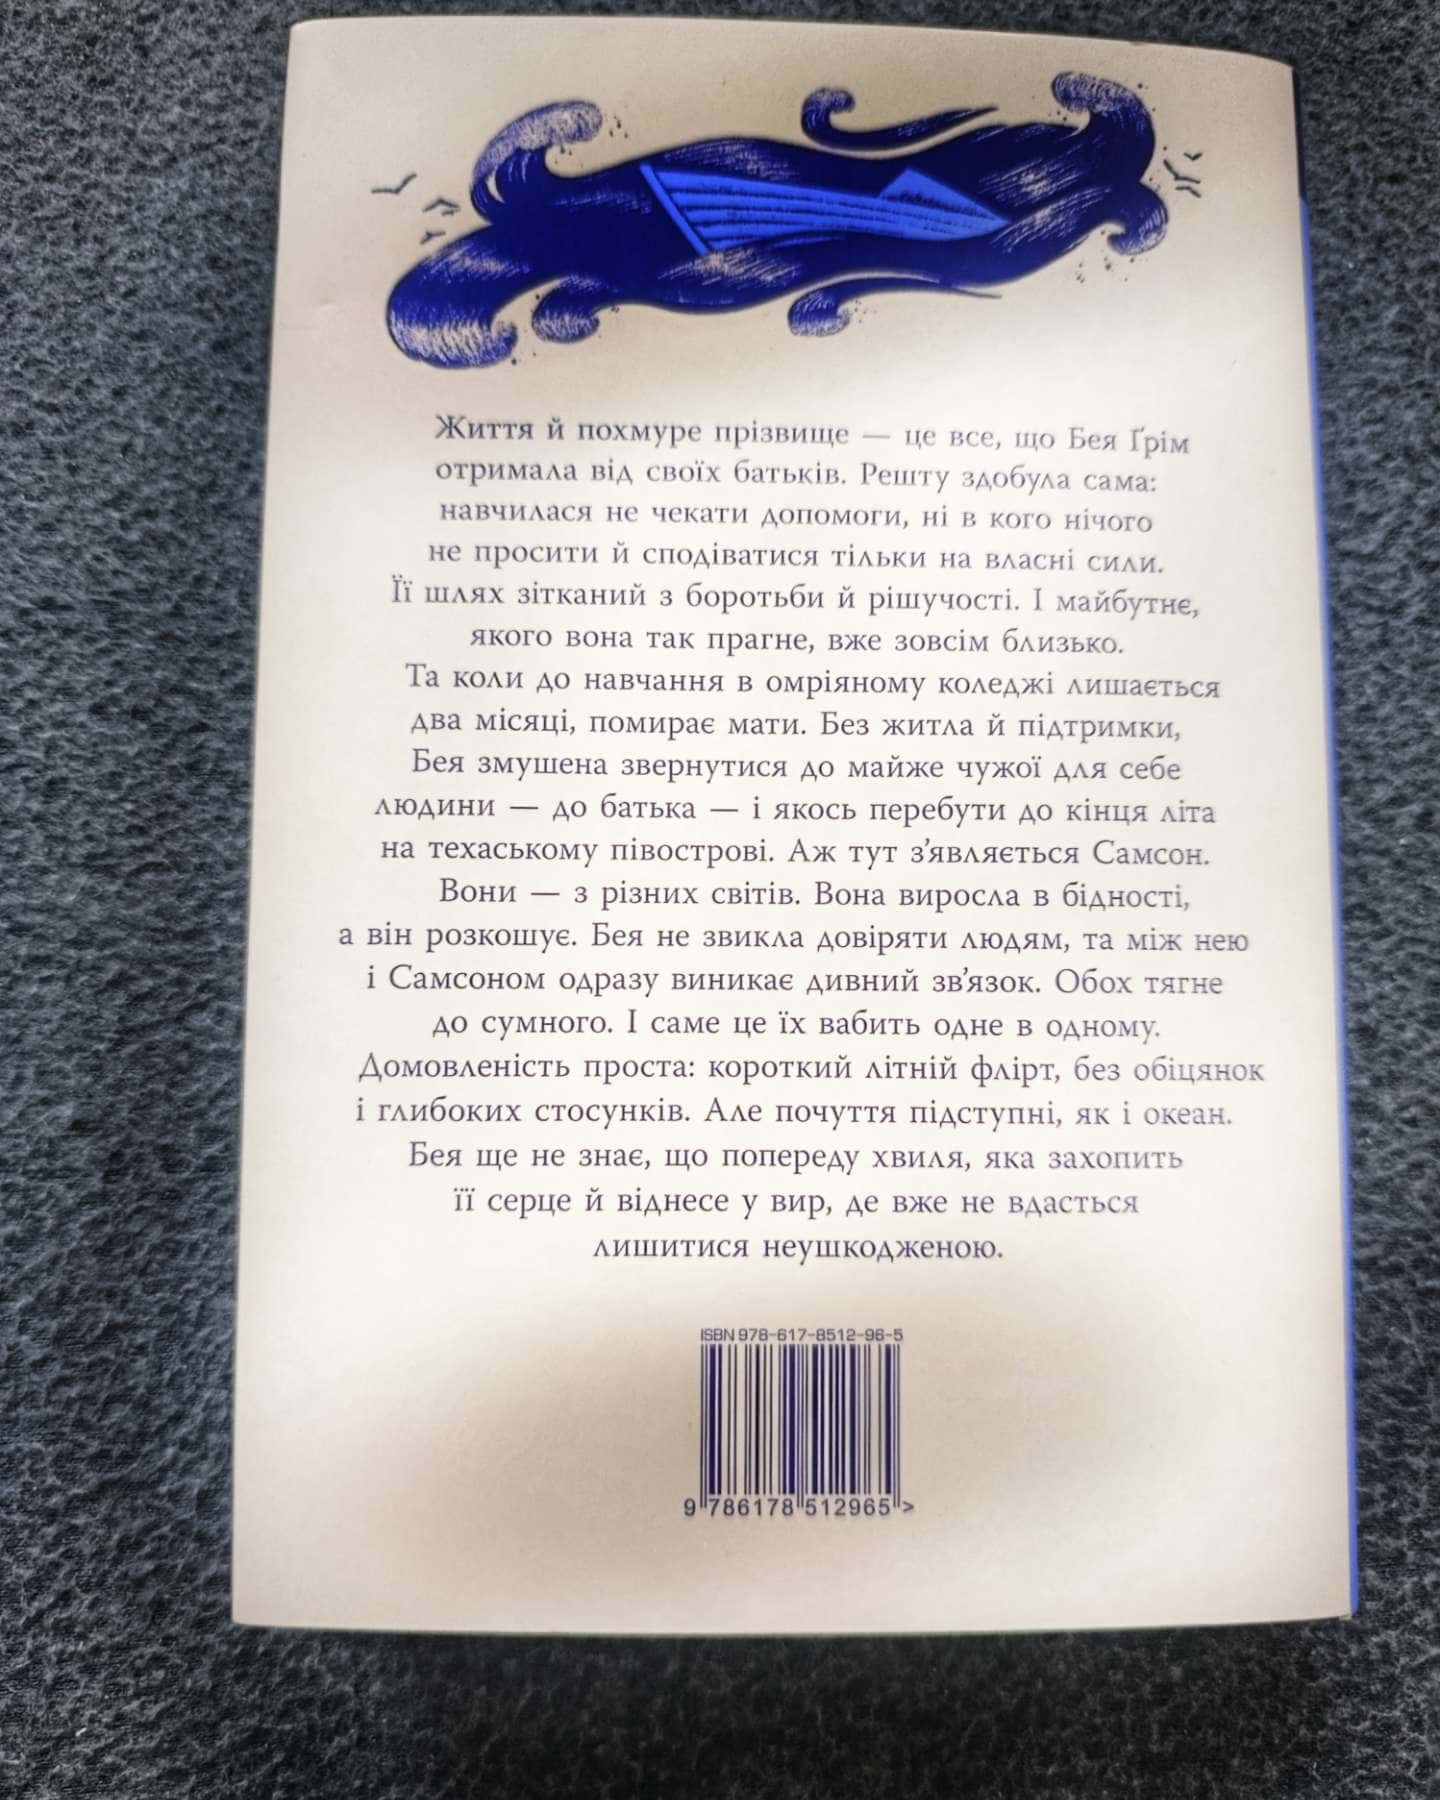 Життя й похмуре прізвище — це все, що Бея Ґрім
отримала від своїх батьків. Решту здобула сама:
навчилася не чекати допомоги, ні в кого нічого
не просити й сподіватися тільки на власні сили.
Її шлях зітканий з боротьби й рішучості. І майбутнє,
якого вона так прагне, вже зовсім близько.
Та коли до навчання в омріяному коледжі лишається
два місяці, помирає мати. Без житла й підтримки,
Бея змушена звернутися до майже чужої для себе
людини — до батька — і якось перебути до кінця літа
на техаському півострові. Аж тут з’являється Самсон.
Вони — з різних світів. Вона виросла в бідності,
а він розкошує. Бея не звикла довіряти людям, та між нею
і Самсоном одразу виникає дивний зв’язок. Обох тягне
до сумного. І саме це їх вабить одне в одному.
Домовленість проста: короткий літній флірт, без обіцянок
і глибоких стосунків. Але почуття підступні, як і океан.
Бея ще не знає, що попереду хвиля, яка захопить
її серце й віднесе у вир, де вже не вдасться
лишитися неушкодженою.
ISBN 978-617-8512-96-5
9 786178 512965 >